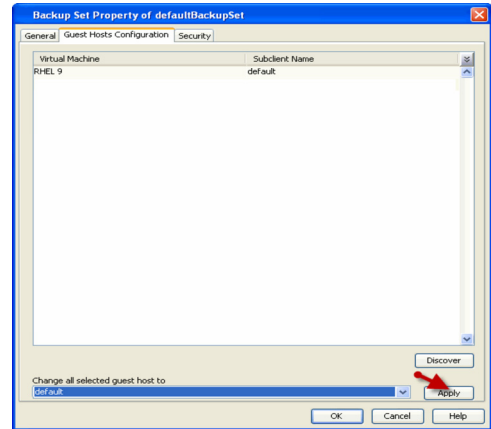 Backup Set Property of defaultBackupSet
General Guest Hosts Configuration Security
Virtual Machine Subclient Name
RHEL 9 default
Discover
Change all selected guest host to
default
Apply
OK Cancel Help